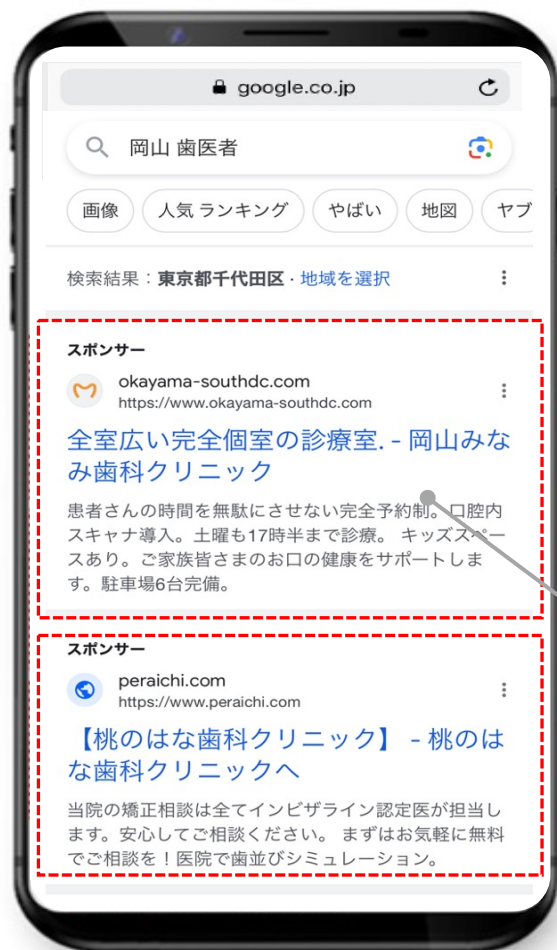 google.co.jp
岡山 歯医者
画像 人気 ランキング やばい 地図 ヤブ
検索結果：東京都千代田区 · 地域を選択
スポンサー
okayama-southdc.com
https://www.okayama-southdc.com
全室広い完全個室の診療室. - 岡山みな
み歯科クリニック
患者さんの時間を無駄にさせない完全予約制。口腔内
スキャナ導入。土曜も17時半まで診療。 キッズスペー
スあり。ご家族皆さまのお口の健康をサポートしま
す。駐車場6台完備。
スポンサー
peraichi.com
https://www.peraichi.com
【桃のはな歯科クリニック】 - 桃のは
な歯科クリニックへ
当院の矯正相談は全てインビザライン認定医が担当し
ます。安心してご相談ください。 まずはお気軽に無料
でご相談を！医院で歯並びシミュレーション。